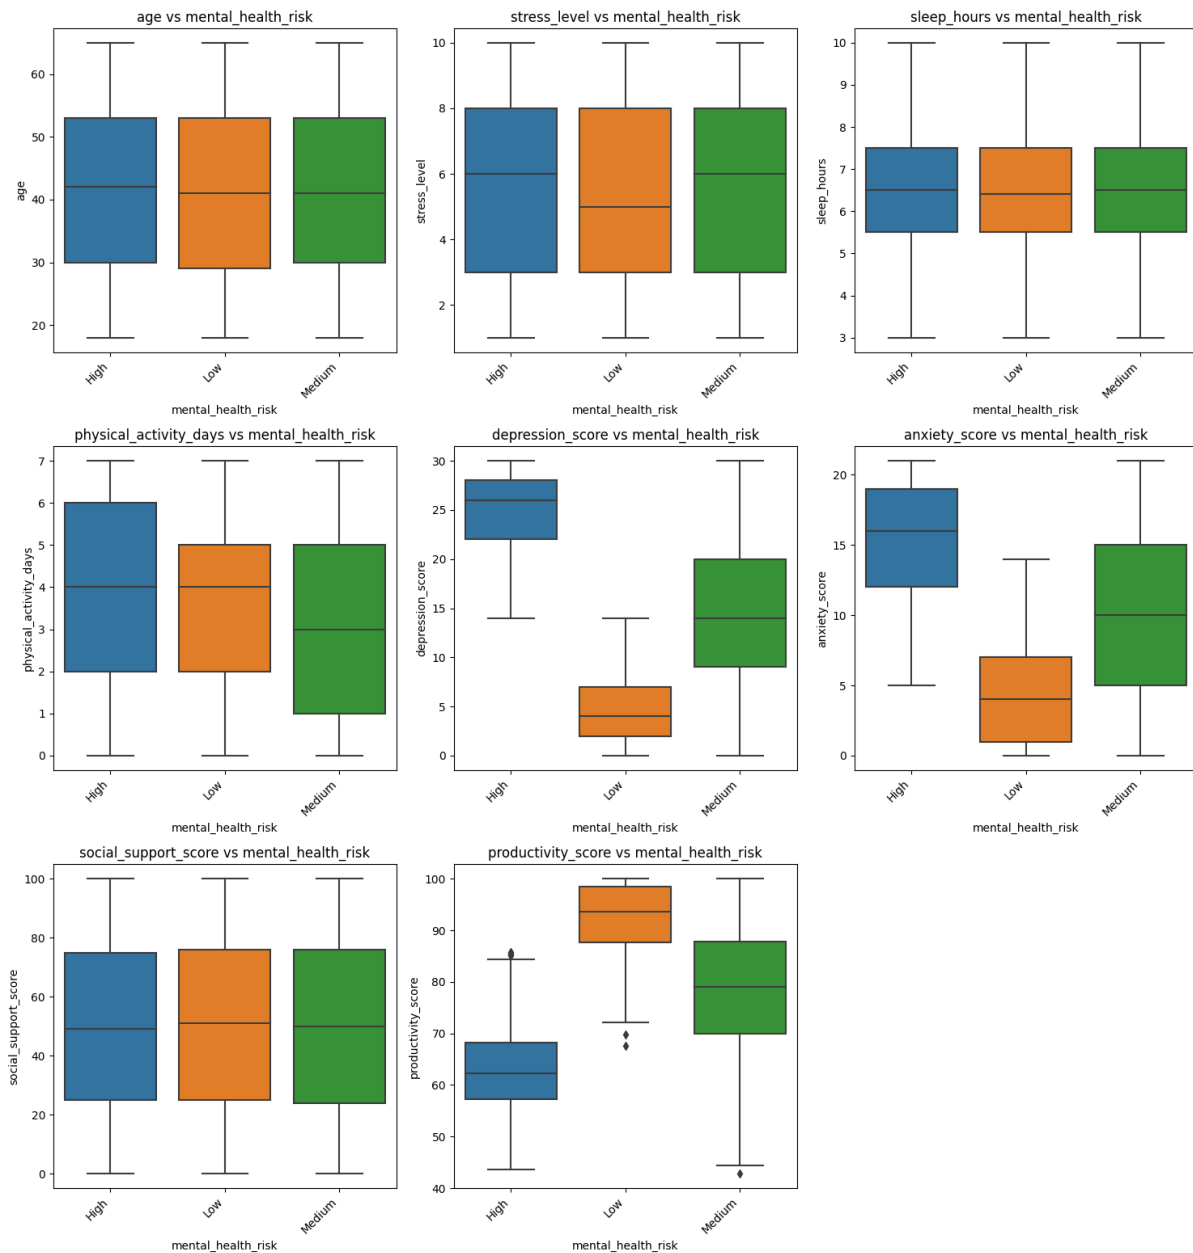 age vs mental_health_risk
age
60
50
40
30
20
High
Low
Medium
mental_health_risk
stress_level vs mental_health_risk
stress_level
10
8
6
4
2
High
Low
Medium
mental_health_risk
sleep_hours vs mental_health_risk
sleep_hours
10
9
8
7
6
5
4
3
High
Low
Medium
mental_health_risk
physical_activity_days vs mental_health_risk
physical_activity_days
7
6
5
4
3
2
1
0
High
Low
Medium
mental_health_risk
depression_score vs mental_health_risk
depression_score
30
25
20
15
10
5
0
High
Low
Medium
mental_health_risk
anxiety_score vs mental_health_risk
anxiety_score
20
15
10
5
0
High
Low
Medium
mental_health_risk
social_support_score vs mental_health_risk
social_support_score
100
80
60
40
20
0
High
Low
Medium
mental_health_risk
productivity_score vs mental_health_risk
productivity_score
100
90
80
70
60
50
40
High
Low
Medium
mental_health_risk